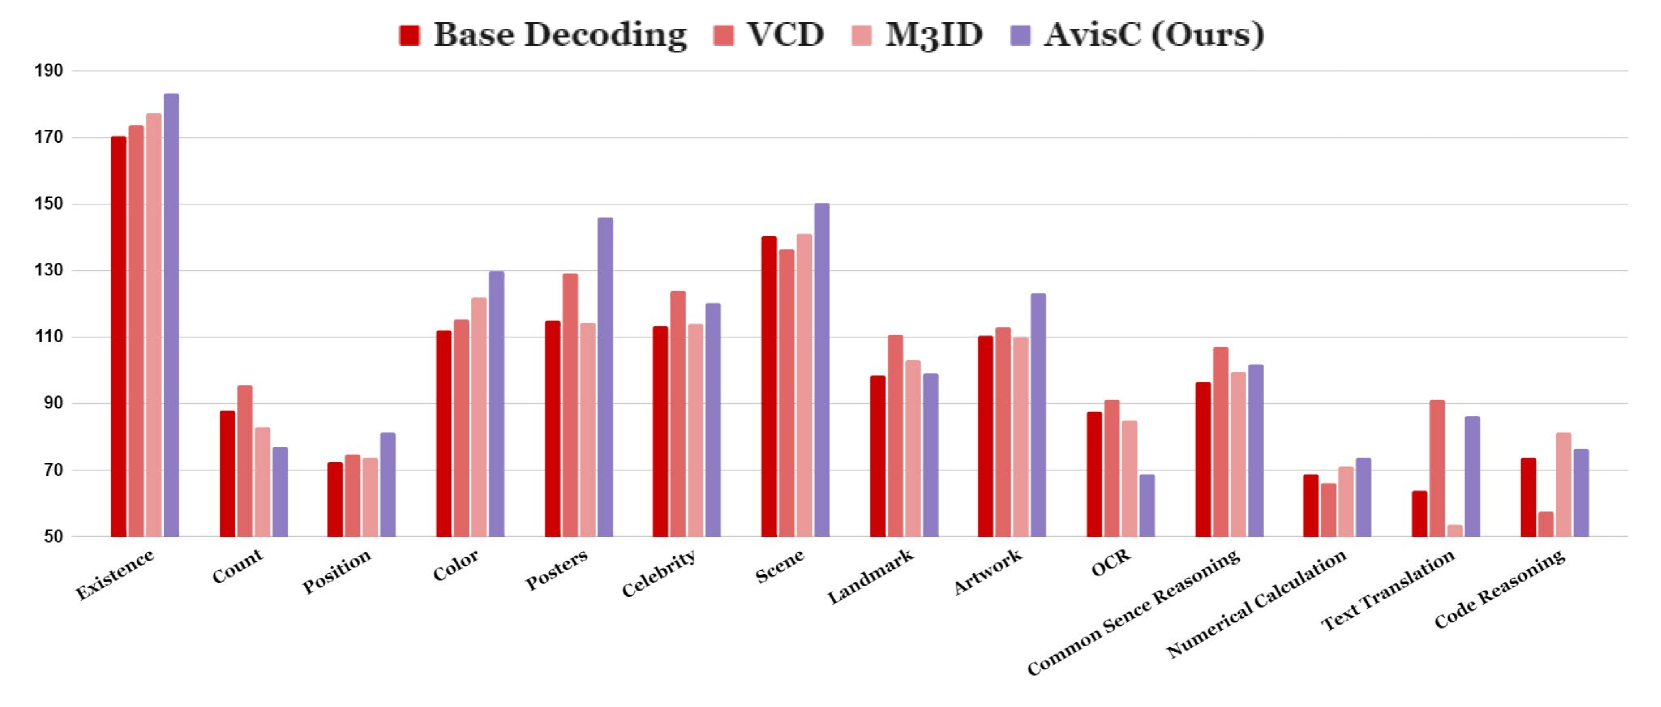 Base Decoding VCD M3ID AvisC (Ours)
190
170
150
130
110
90
70
50
Existence
Count
Position
Color
Posters
Celebrity
Scene
Landmark
Artwork
OCR
Common Sence Reasoning
Numerical Calculation
Text Translation
Code Reasoning